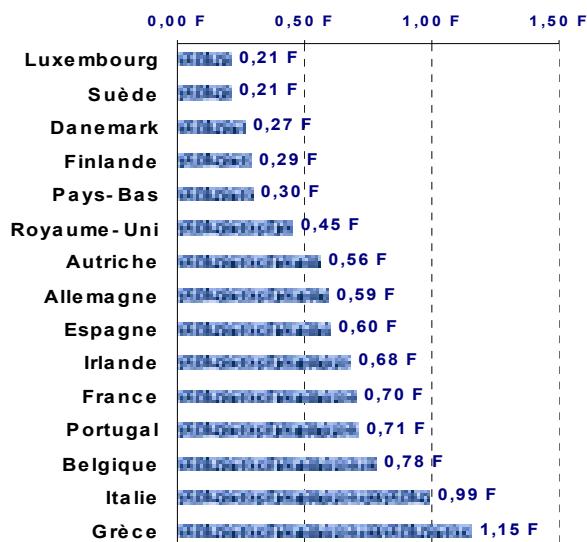 0,00 F 0,50 F 1,00 F 1,50 F
Luxembourg 0,21 F
Suède 0,21 F
Danemark 0,27 F
Finlande 0,29 F
Pays-Bas 0,30 F
Royaume-Uni 0,45 F
Autriche 0,56 F
Allemagne 0,59 F
Espagne 0,60 F
Irlande 0,68 F
France 0,70 F
Portugal 0,71 F
Belgique 0,78 F
Italie 0,99 F
Grèce 1,15 F